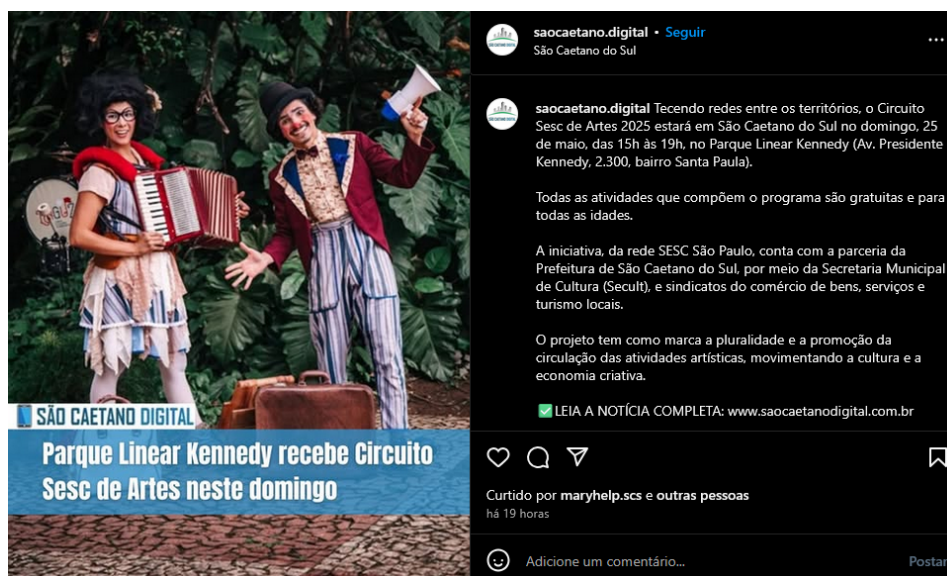 SÃO CAETANO DIGITAL
Parque Linear Kennedy recebe Circuito
Sesc de Artes neste domingo
saocaetano.digital • Seguir
São Caetano do Sul
saocaetano.digital Tecendo redes entre os territórios, o Circuito
Sesc de Artes 2025 estará em São Caetano do Sul no domingo, 25
de maio, das 15h às 19h, no Parque Linear Kennedy (Av. Presidente
Kennedy, 2.300, bairro Santa Paula).
Todas as atividades que compõem o programa são gratuitas e para
todas as idades.
A iniciativa, da rede SESC São Paulo, conta com a parceria da
Prefeitura de São Caetano do Sul, por meio da Secretaria Municipal
de Cultura (Secult), e sindicatos do comércio de bens, serviços e
turismo locais.
O projeto tem como marca a pluralidade e a promoção da
circulação das atividades artísticas, movimentando a cultura e a
economia criativa.
✅LEIA A NOTÍCIA COMPLETA: www.saocaetanodigital.com.br
Curtido por maryhelp.scs e outras pessoas
há 19 horas
Adicione um comentário...
Postar